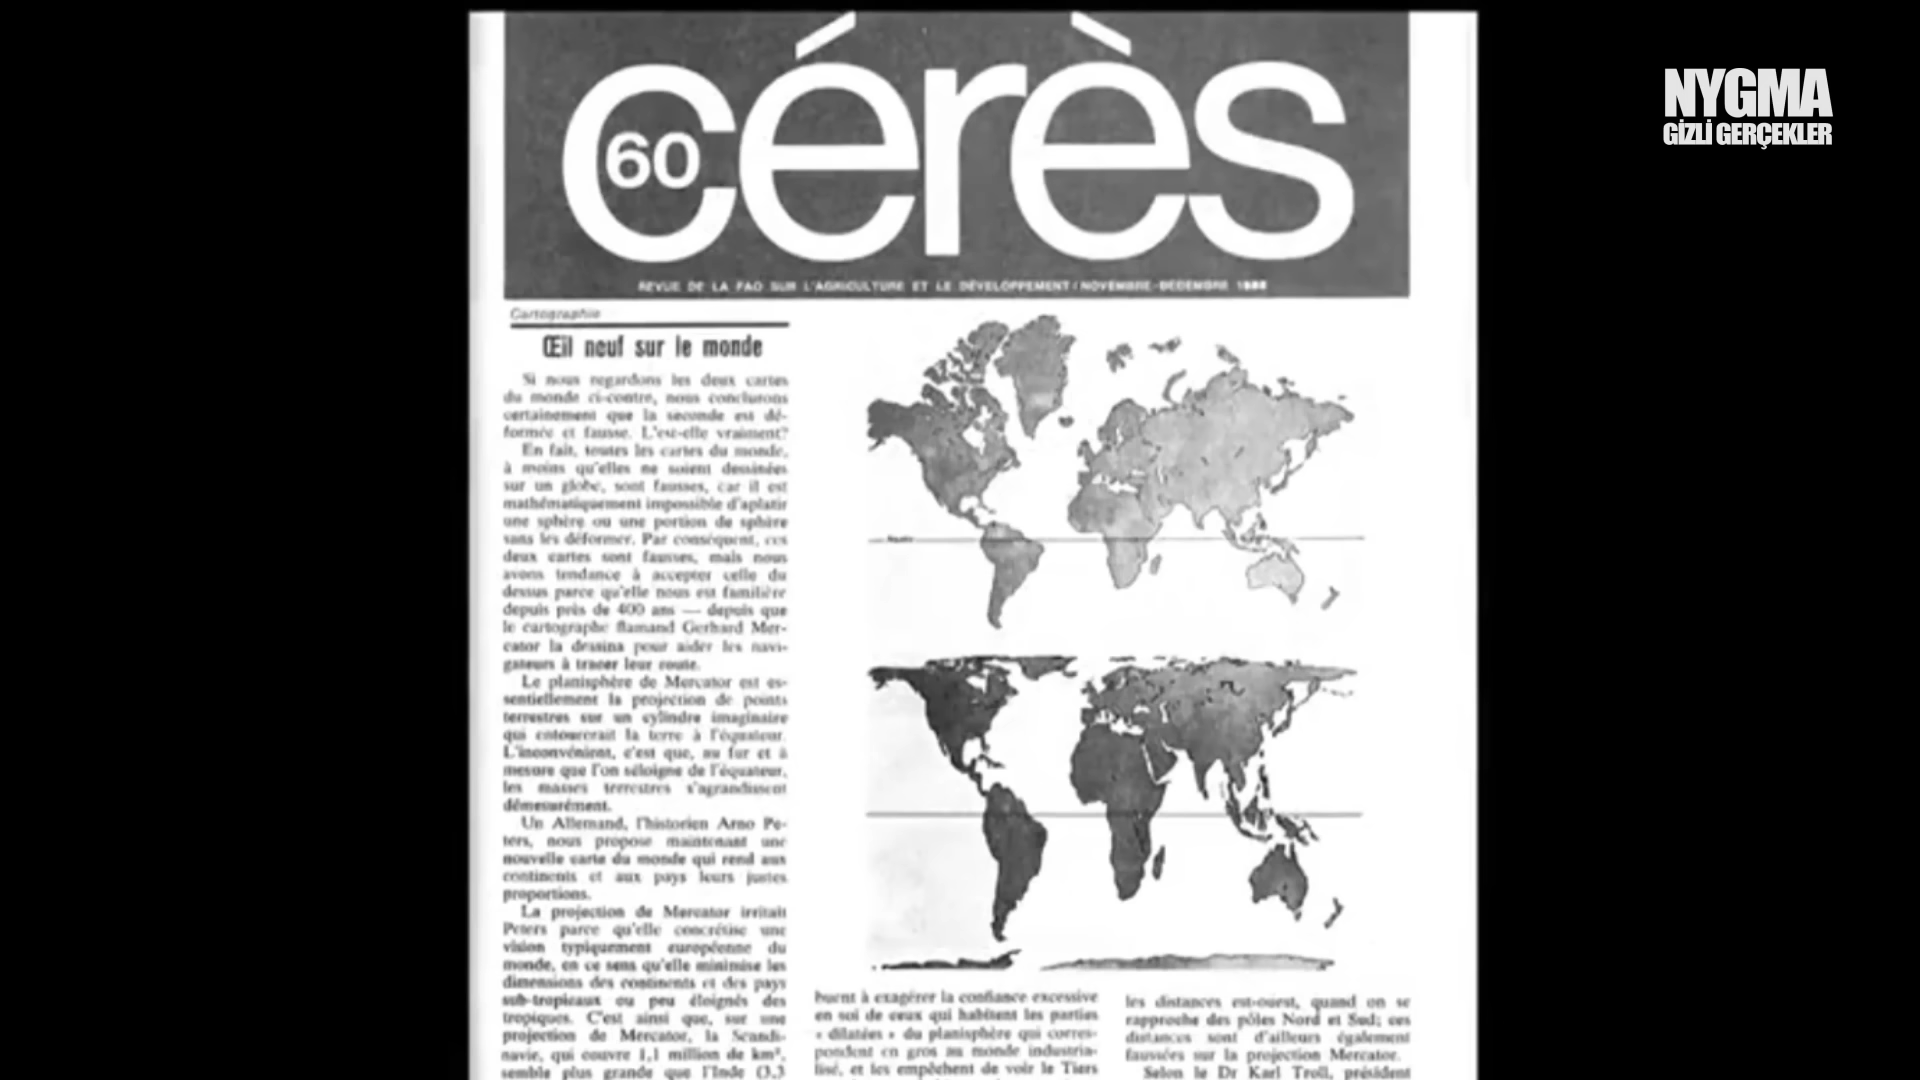 NYGMA
GİZLİ GERÇEKLER
cérès
60
REVUE DE LA FAO SUR L'AGRICULTURE ET LE DÉVELOPPEMENT / NOVEMBRE-DÉCEMBRE
Cartographie
Œil neuf sur le monde
Si nous regardons les deux cartes
du monde ci-contre, nous conclurons
certainement que la seconde est dé-
formée et fausse. L'est-elle vraiment?
En fait, toutes les cartes du monde,
à moins qu'elles ne soient dessinées
sur un globe, sont fausses, car il est
mathématiquement impossible d'aplatir
une sphère ou une portion de sphère
sans les déformer. Par conséquent, ces
deux cartes sont fausses, mais nous
avons tendance à accepter celle du
dessus parce qu'elle nous est familière
depuis près de 400 ans — depuis que
le cartographe flamand Gerhard Mer-
cator la dessina pour aider les navi-
gateurs à tracer leur route.
Le planisphère de Mercator est es-
sentiellement la projection de points
terrestres sur un cylindre imaginaire
qui entourerait la terre à l'équateur.
L'inconvénient, c'est que, au fur et à
mesure que l'on séloigne de l'équateur,
les masses terrestres s'agrandissent
démesurément.
Un Allemand, l'historien Arno Pe-
ters, nous propose maintenant une
nouvelle carte du monde qui rend aux
continents et aux pays leurs justes
proportions.
La projection de Mercator irritait
Peters parce qu'elle concrétise une
vision typiquement européenne du
monde, en ce sens qu'elle minimise les
dimensions des continents et des pays
sub-tropicaux ou peu éloignés des
tropiques. C'est ainsi que, sur une
projection de Mercator, la Scandi-
navie, qui couvre 1,1 million de km²,
semble plus grande que l'Inde (3,3
buent à exagérer la confiance excessive
en soi de ceux qui habitent les parties
« dilatées » du planisphère qui corres-
pondent en gros au monde industria-
lisé, et les empêchent de voir le Tiers
les distances est-ouest, quand on se
rapproche des pôles Nord et Sud; ces
distances sont d'ailleurs également
faussées sur la projection Mercator.
Selon le Dr Karl Troll, président